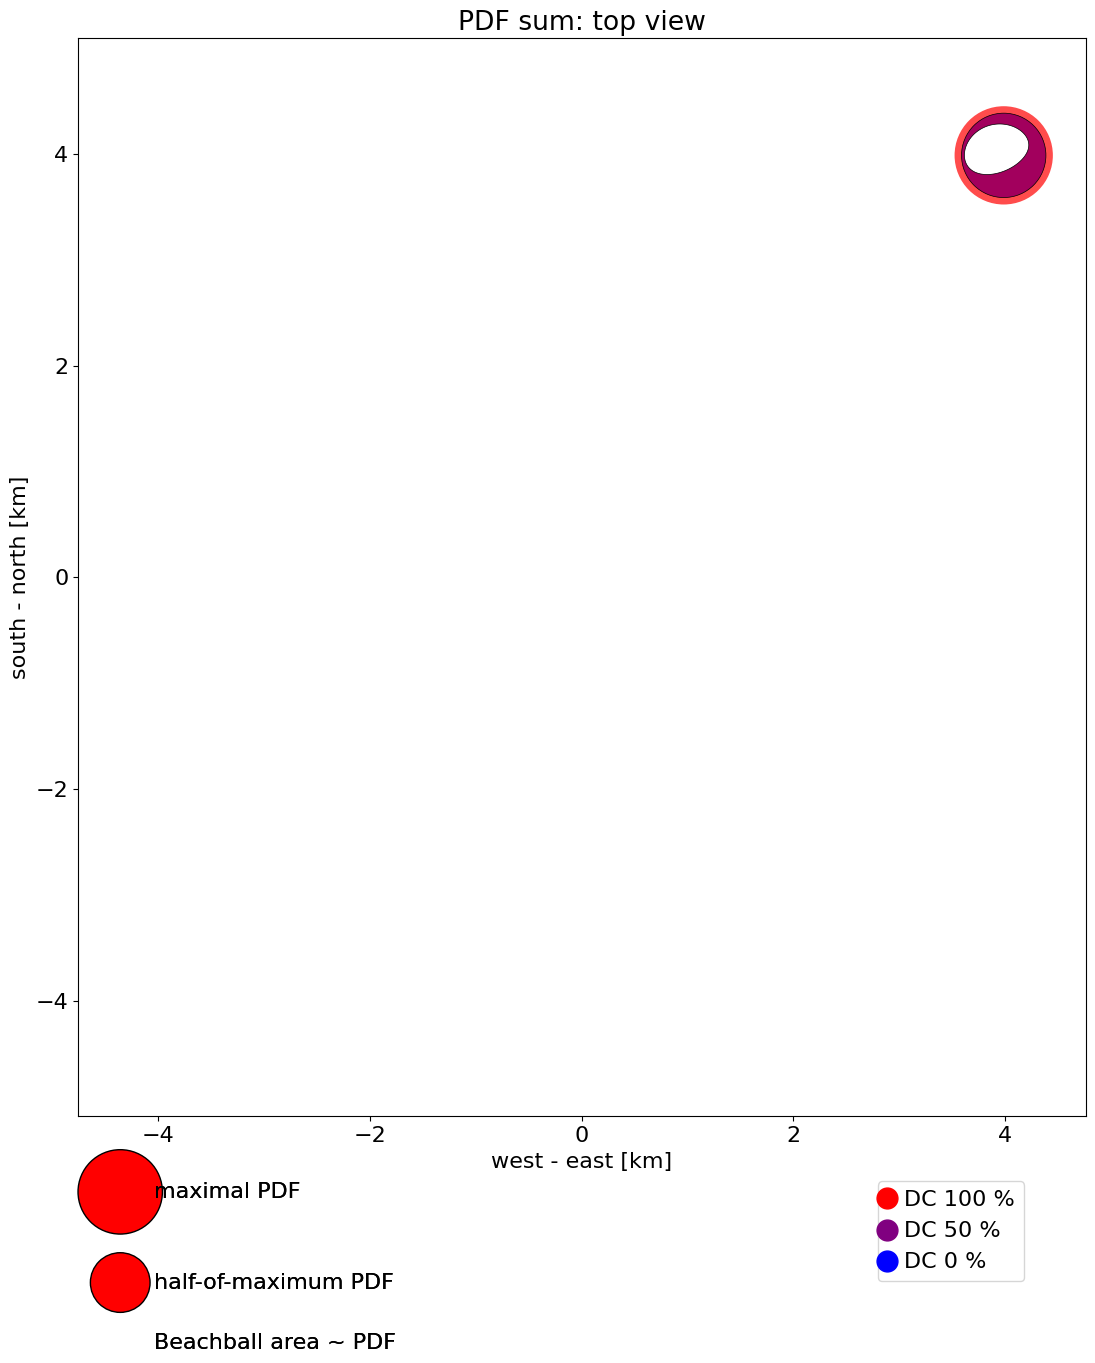 PDF sum: top view
4
2
0
−2
−4
south - north [km]
−4
−2
0
2
4
west - east [km]
maximal PDF
half-of-maximum PDF
Beachball area ~ PDF
DC 100 %
DC 50 %
DC 0 %